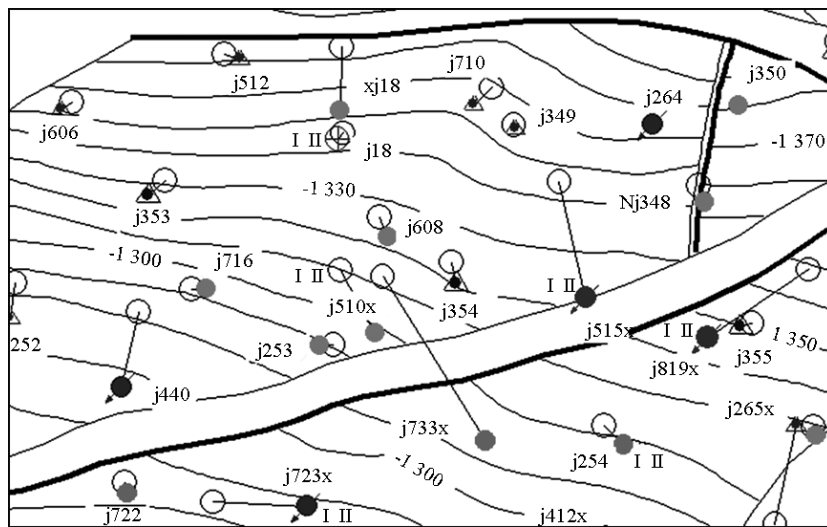 j512
j710
j350
xj18
j264
j606
j349
I II
j18
-1 370
-1 330
j353
Nj348
j608
-1 300
j716
I II
I II
j510x
j354
252
j253
j515x
I II
1 350
j355
j819x
j440
j265x
j733x
j254
I II
-1 300
j723x
j722
I II
j412x